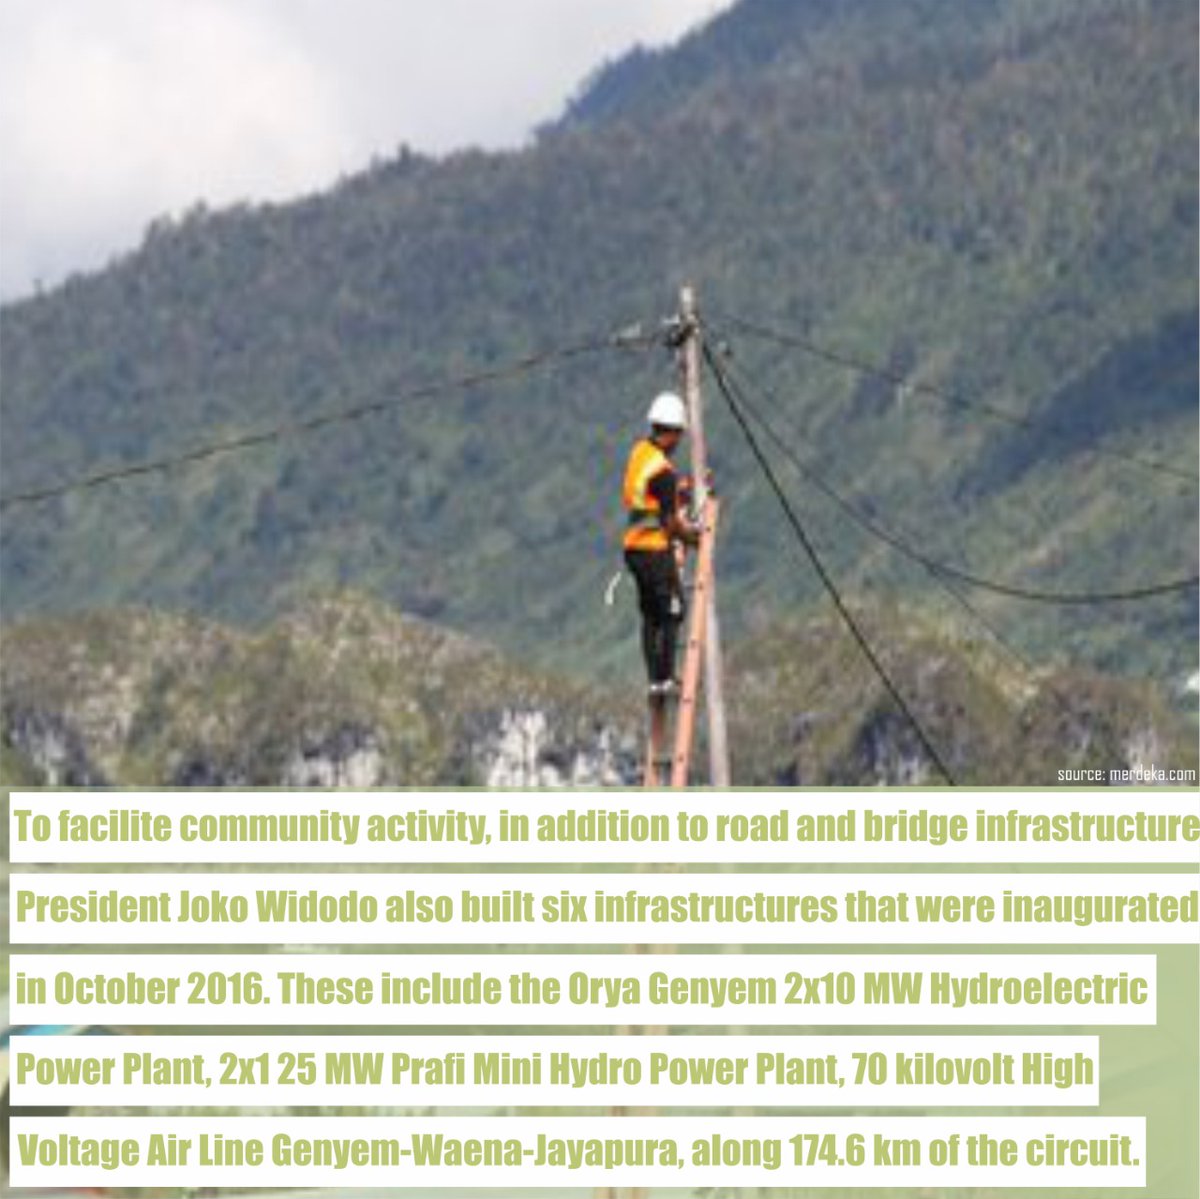 source: merdeka.com
To facilite community activity, in addition to road and bridge infrastructure
President Joko Widodo also built six infrastructures that were inaugurated
in October 2016. These include the Orya Genyem 2x10 MW Hydroelectric
Power Plant, 2x1 25 MW Prafi Mini Hydro Power Plant, 70 kilovolt High
Voltage Air Line Genyem-Waena-Jayapura, along 174.6 km of the circuit.